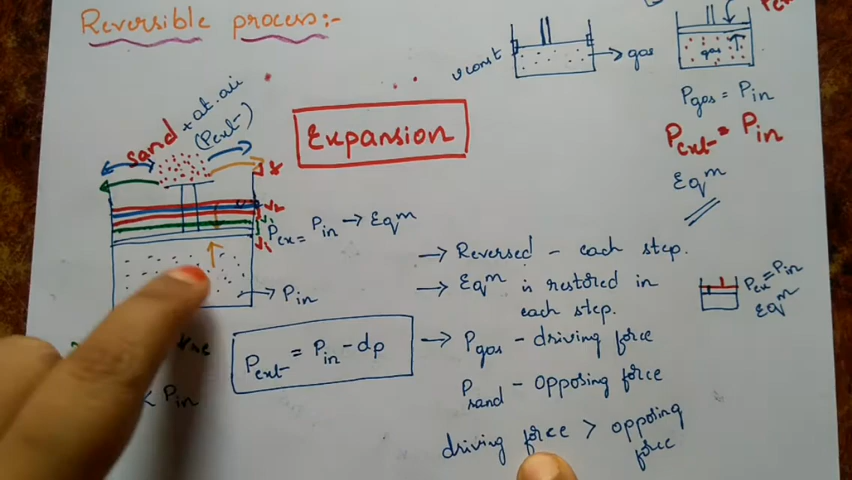 Reversible process:-
sand + at. air
(Pext-)
Expansion
v const
gas
gas
Pgas = Pin
Pext- = Pin
Eqm
Pex = Pin → Eqm
→ Pin
→ Reversed - each step.
→ Eqm is restored in
each step.
Pex = Pin
Eqm
Pext- = Pin - dp
→ Pgas - driving force
Psand - opposing force
< Pin
driving force > opposing
force